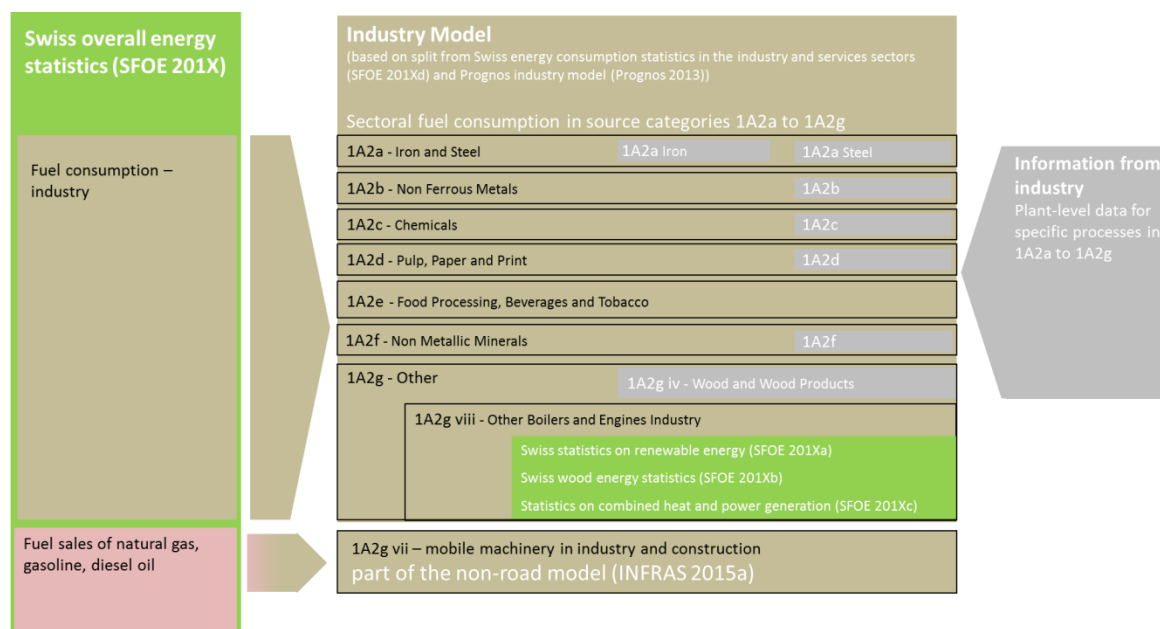 Swiss overall energy
statistics (SFOE 201X)
Fuel consumption –
industry
Fuel sales of natural gas,
gasoline, diesel oil
Industry Model
(based on split from Swiss energy consumption statistics in the industry and services sectors
(SFOE 201Xd) and Prognos industry model (Prognos 2013))
Sectoral fuel consumption in source categories 1A2a to 1A2g
1A2a - Iron and Steel
1A2a Iron
1A2a Steel
1A2b - Non Ferrous Metals
1A2b
1A2c - Chemicals
1A2c
1A2d - Pulp, Paper and Print
1A2d
1A2e - Food Processing, Beverages and Tobacco
1A2f - Non Metallic Minerals
1A2f
1A2g - Other
1A2g iv - Wood and Wood Products
1A2g viii - Other Boilers and Engines Industry
Swiss statistics on renewable energy (SFOE 201Xa)
Swiss wood energy statistics (SFOE 201Xb)
Statistics on combined heat and power generation (SFOE 201Xc)
1A2g vii – mobile machinery in industry and construction
part of the non-road model (INFRAS 2015a)
Information from
industry
Plant-level data for
specific processes in
1A2a to 1A2g